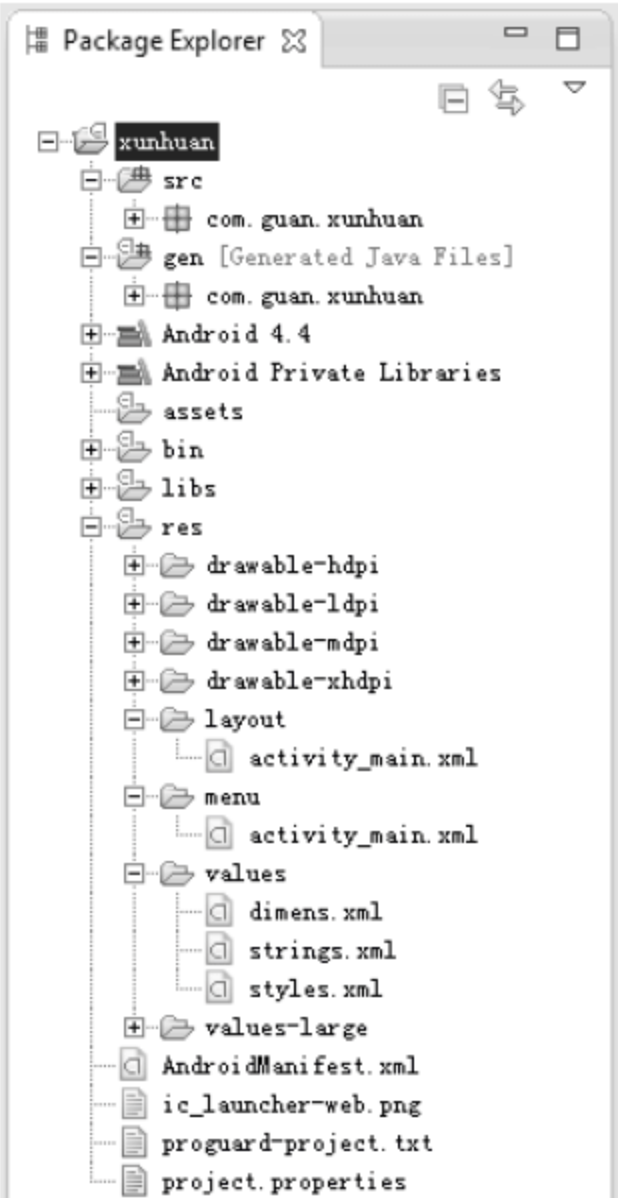 Package Explorer
xunhuan
src
com.guan.xunhuan
gen [Generated Java Files]
com.guan.xunhuan
Android 4.4
Android Private Libraries
assets
bin
libs
res
drawable-hdpi
drawable-ldpi
drawable-mdpi
drawable-xhdpi
layout
activity_main.xml
menu
activity_main.xml
values
dimens.xml
strings.xml
styles.xml
values-large
AndroidManifest.xml
ic_launcher-web.png
proguard-project.txt
project.properties